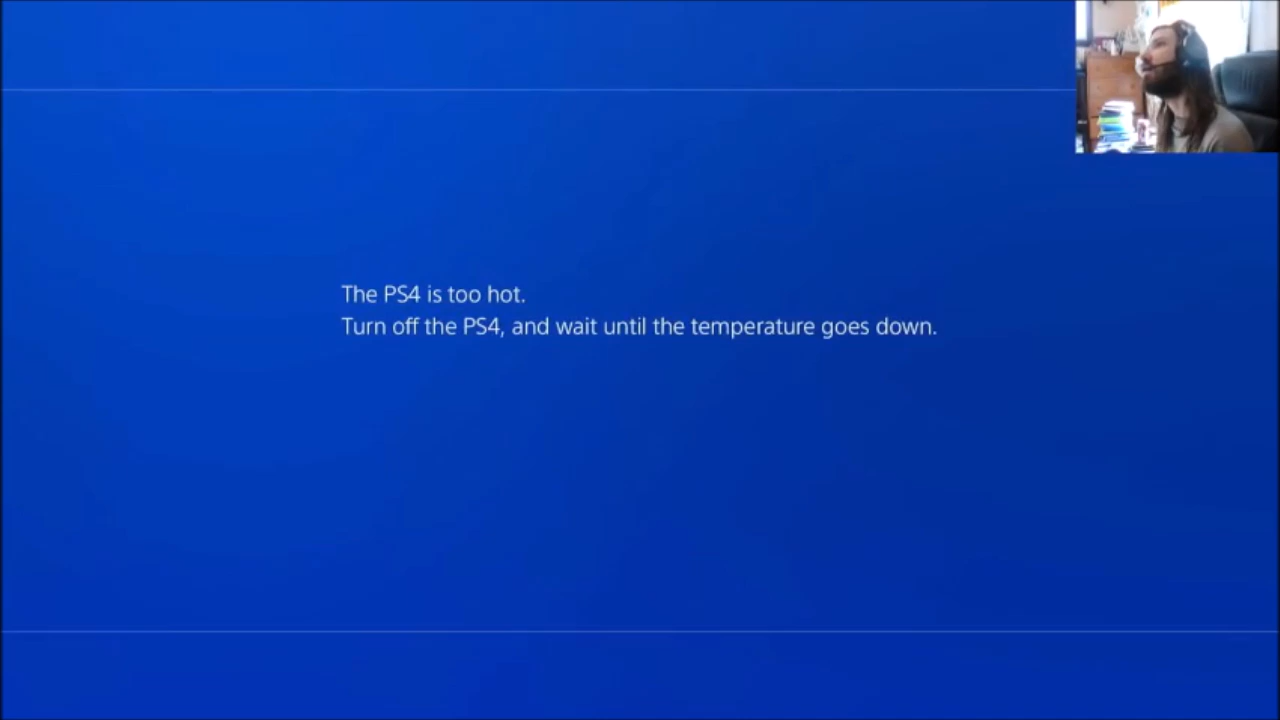 The PS4 is too hot.
Turn off the PS4, and wait until the temperature goes down.